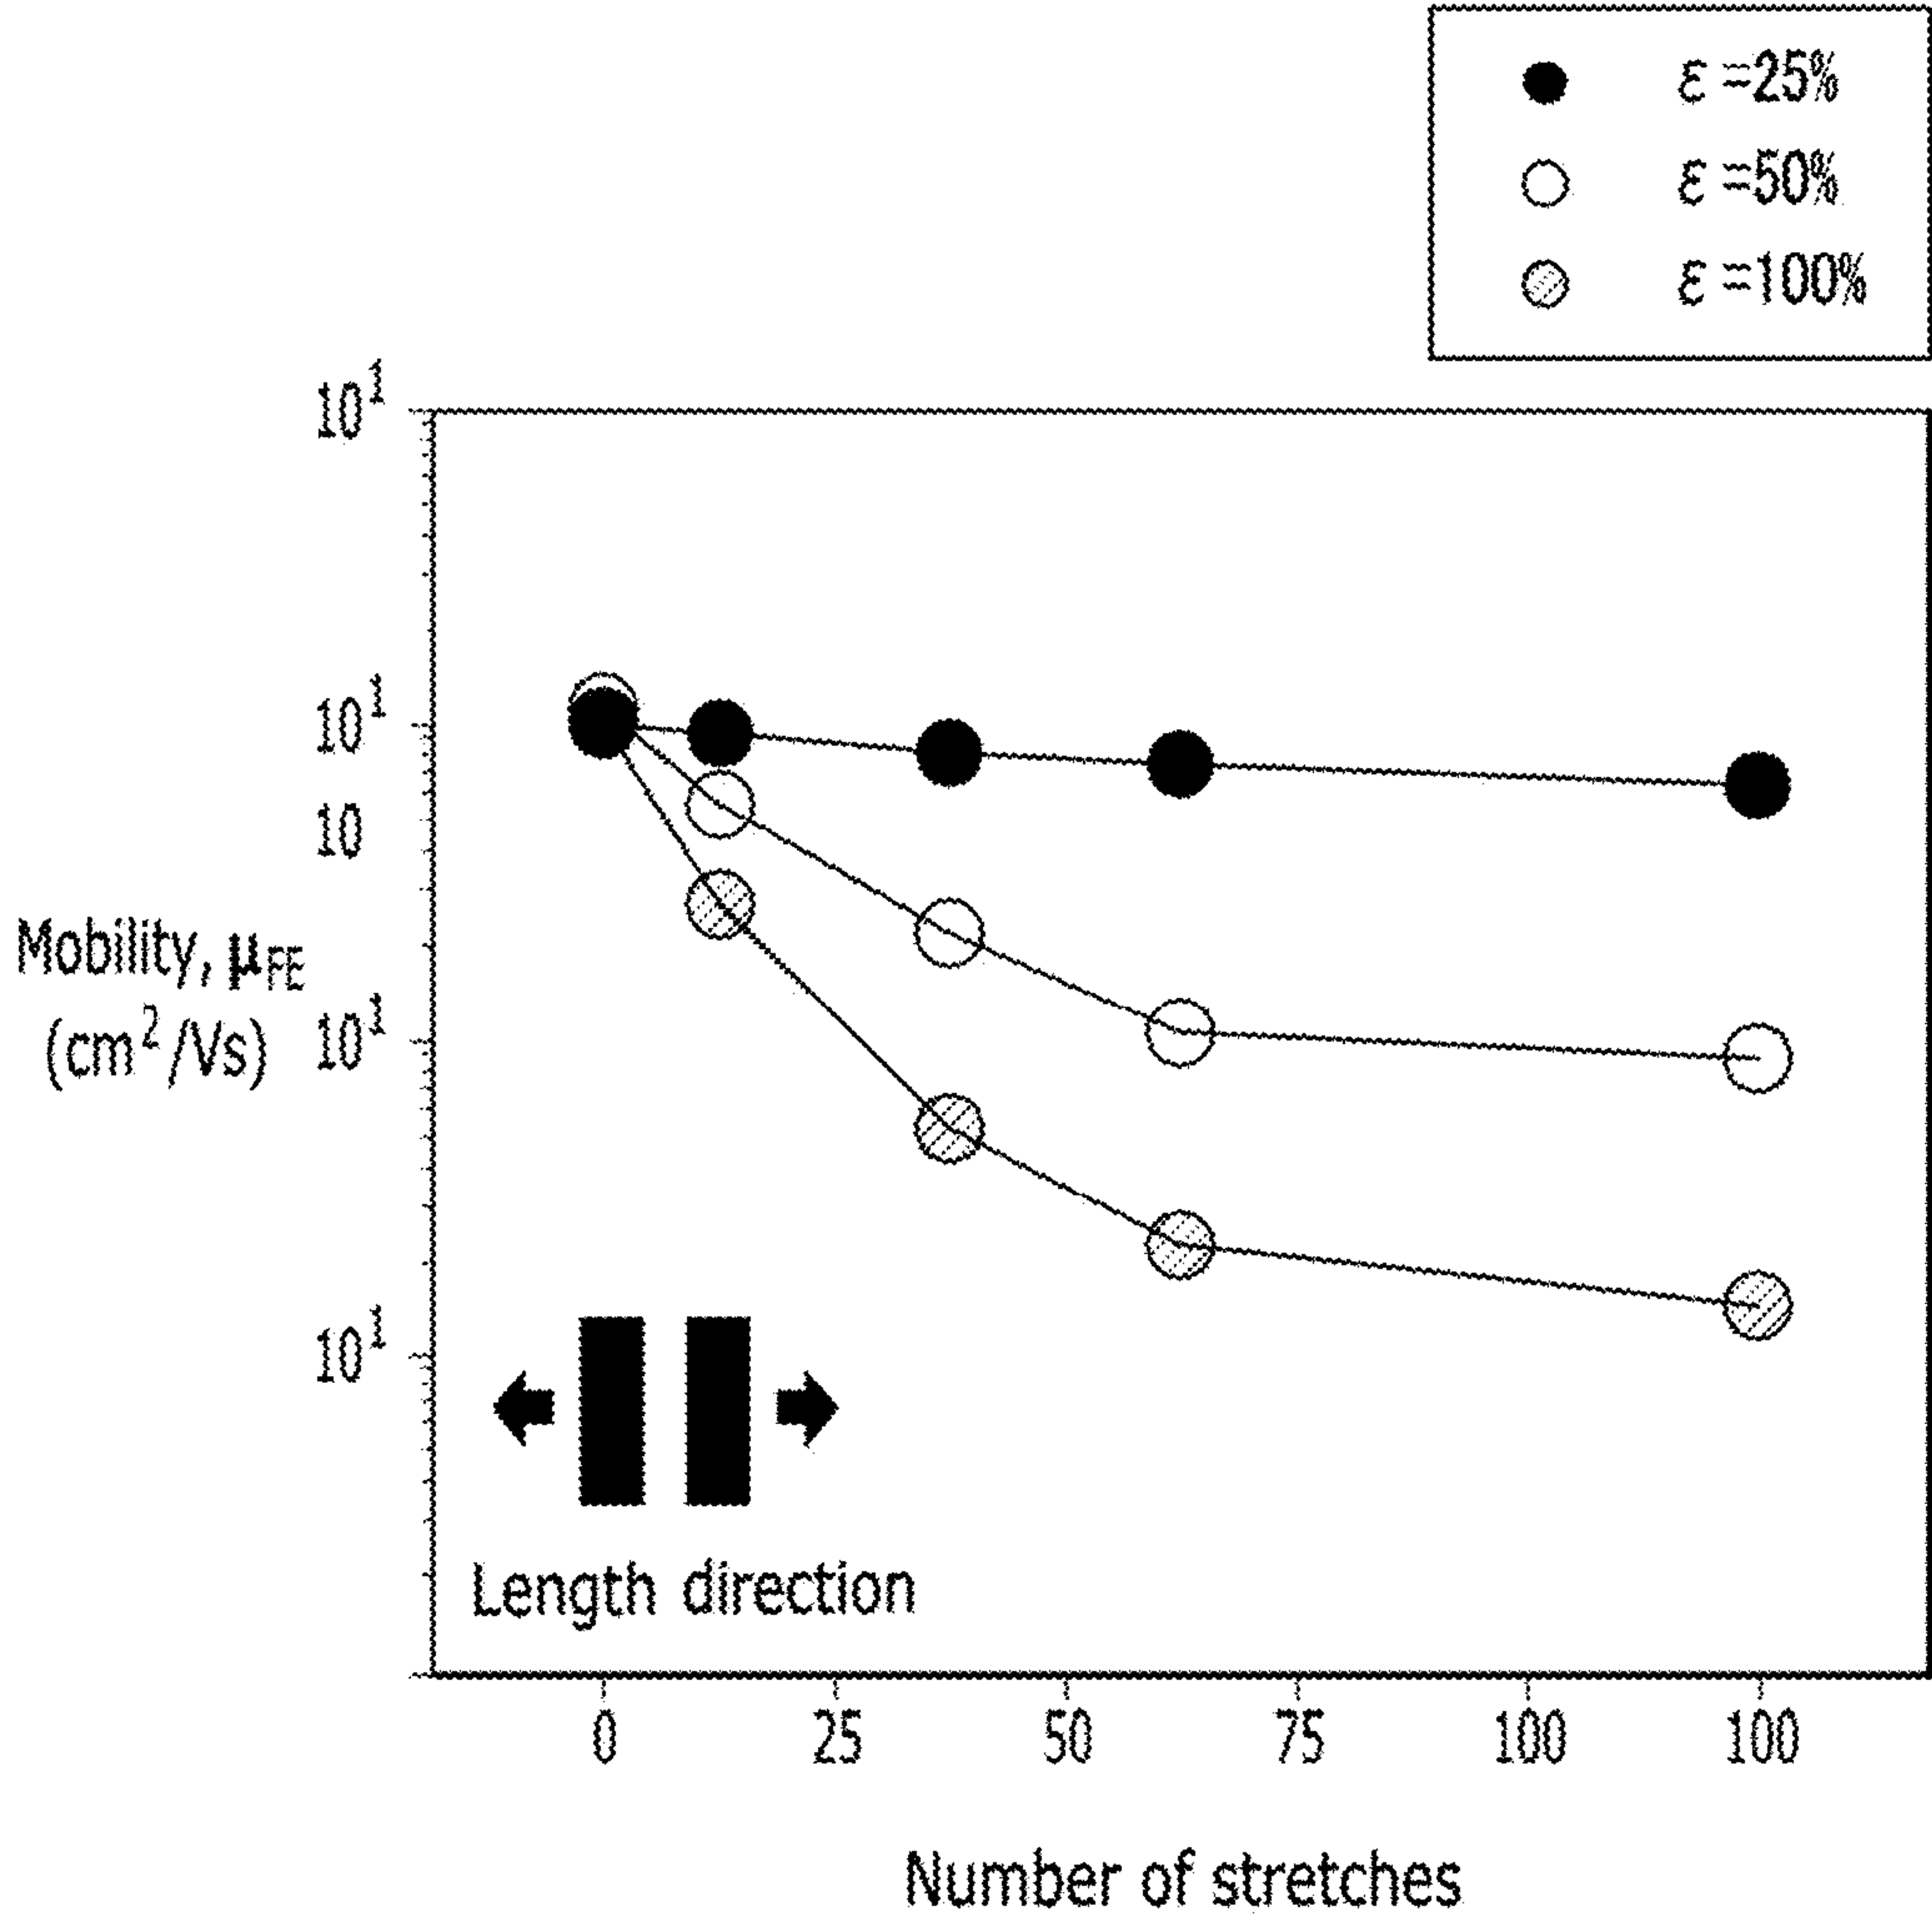 ε =25%
ε =50%
ε =100%
10¹
10¹
10
Mobility, μFE
(cm²/Vs)
10¹
10¹
Length direction
0 25 50 75 100 100
Number of stretches